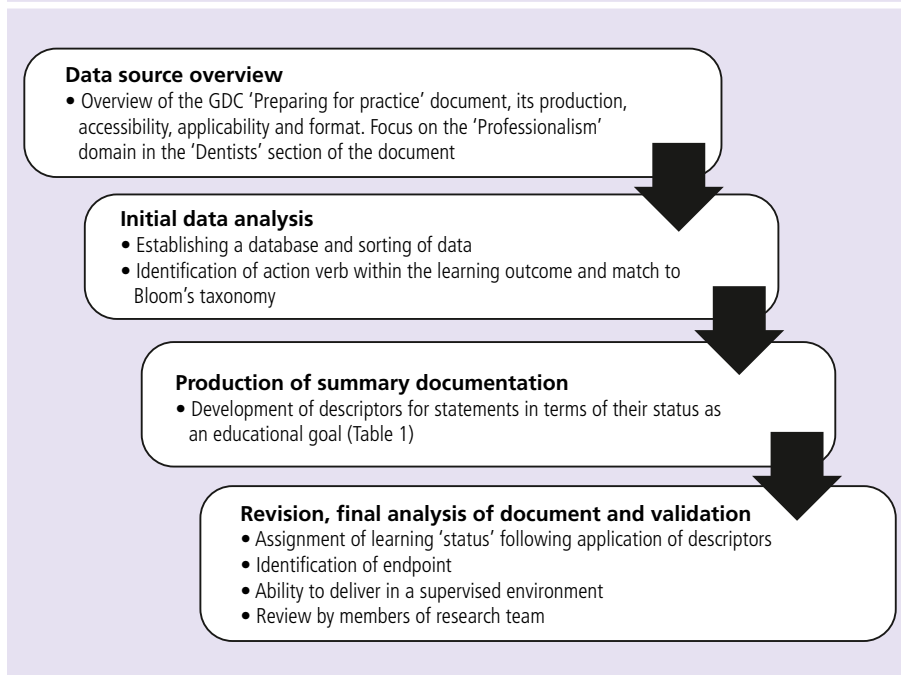 Data source overview
• Overview of the GDC ‘Preparing for practice’ document, its production,
accessibility, applicability and format. Focus on the ‘Professionalism’
domain in the ‘Dentists’ section of the document
Initial data analysis
• Establishing a database and sorting of data
• Identification of action verb within the learning outcome and match to
Bloom’s taxonomy
Production of summary documentation
• Development of descriptors for statements in terms of their status as
an educational goal (Table 1)
Revision, final analysis of document and validation
• Assignment of learning ‘status’ following application of descriptors
• Identification of endpoint
• Ability to deliver in a supervised environment
• Review by members of research team